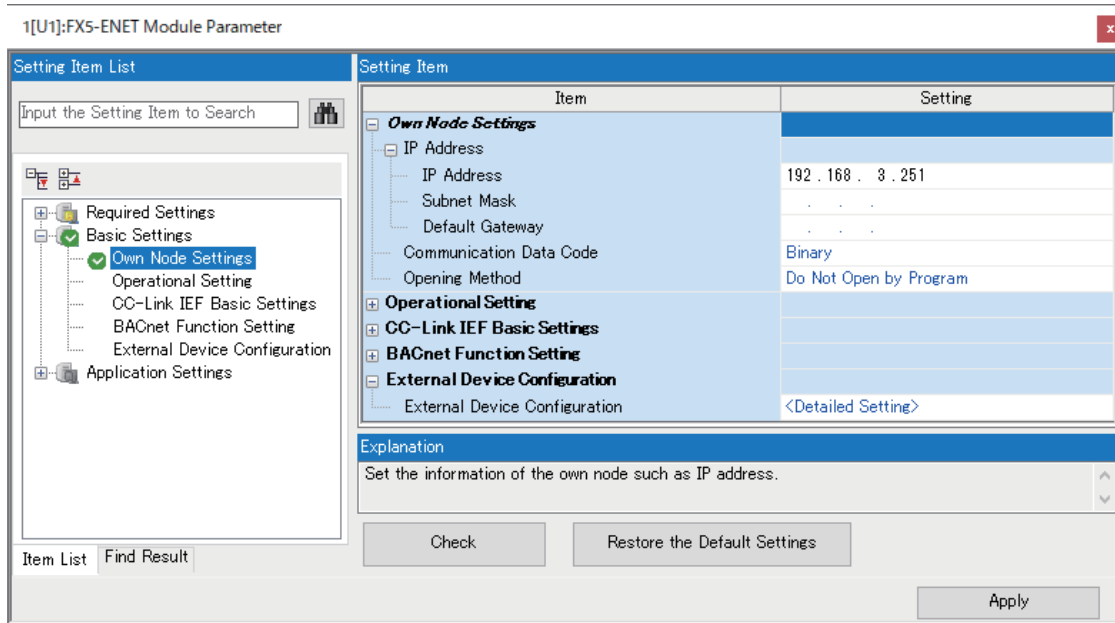 1[U1]:FX5-ENET Module Parameter
x
Setting Item List
Input the Setting Item to Search
Required Settings
Basic Settings
Own Node Settings
Operational Setting
CC-Link IEF Basic Settings
BACnet Function Setting
External Device Configuration
Application Settings
Item List Find Result
Setting Item
Item Setting
Own Node Settings
IP Address
IP Address 192 . 168 . 3 . 251
Subnet Mask . . .
Default Gateway . . .
Communication Data Code Binary
Opening Method Do Not Open by Program
Operational Setting
CC-Link IEF Basic Settings
BACnet Function Setting
External Device Configuration
External Device Configuration <Detailed Setting>
Explanation
Set the information of the own node such as IP address.
Check Restore the Default Settings
Apply